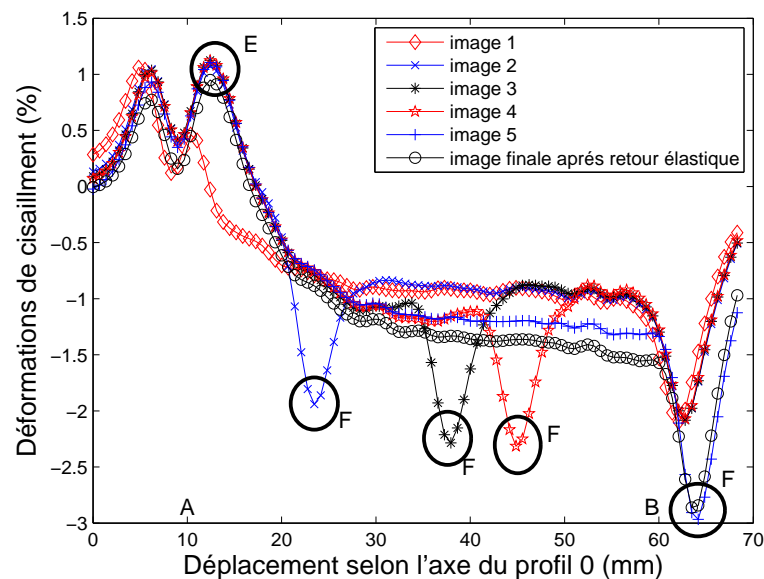 1.5
1
0.5
0
−0.5
−1
−1.5
−2
−2.5
−3
0
10
20
30
40
50
60
70
Déformations de cisaillment (%)
Déplacement selon l'axe du profil 0 (mm)
image 1
image 2
image 3
image 4
image 5
image finale aprés retour élastique
E
F
F
F
F
A
B